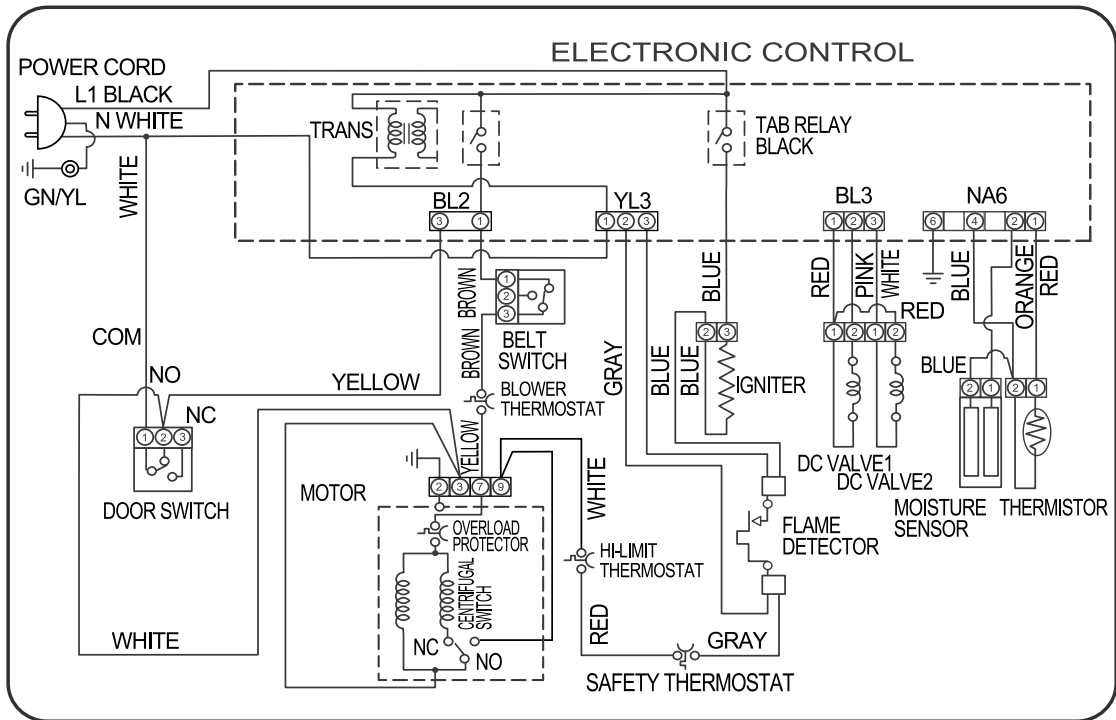 ELECTRONIC CONTROL
POWER CORD
L1 BLACK
N WHITE
GN/YL
WHITE
TRANS
TAB RELAY
BLACK
BL2
3 1
YL3
1 2 3
BL3
1 2 3
NA6
6 4 2 1
BROWN
1
2
3
BELT
SWITCH
BROWN
BLUE
RED
PINK
WHITE
BLUE
ORANGE
RED
RED
COM
NO
NC
1 2 3
DOOR SWITCH
YELLOW
BLOWER
THERMOSTAT
YELLOW
GRAY
BLUE
BLUE
2 3
IGNITER
1 2 1 2
DC VALVE1
DC VALVE2
BLUE
2 1
2 1
MOISTURE
SENSOR
THERMISTOR
MOTOR
2 3 7 9
OVERLOAD
PROTECTOR
CENTRIFUGAL
SWITCH
NC
NO
WHITE
WHITE
HI-LIMIT
THERMOSTAT
RED
FLAME
DETECTOR
GRAY
SAFETY THERMOSTAT